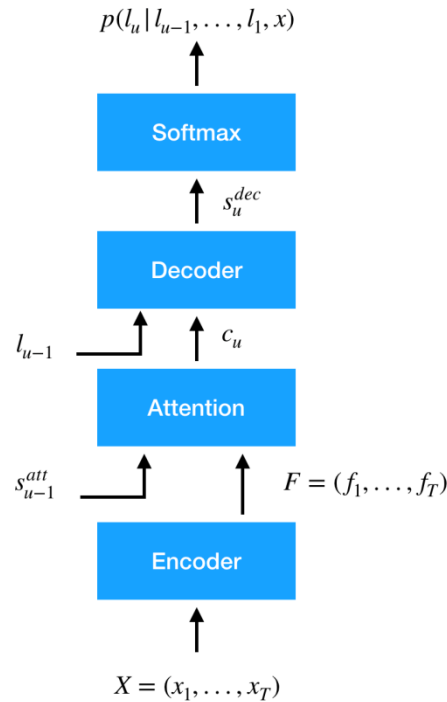 p(l_u | l_{u-1}, . . . , l_1, x)
Softmax
s_u^{dec}
Decoder
l_{u-1}
c_u
Attention
s_{u-1}^{att}
F = (f_1, . . . , f_T)
Encoder
X = (x_1, . . . , x_T)